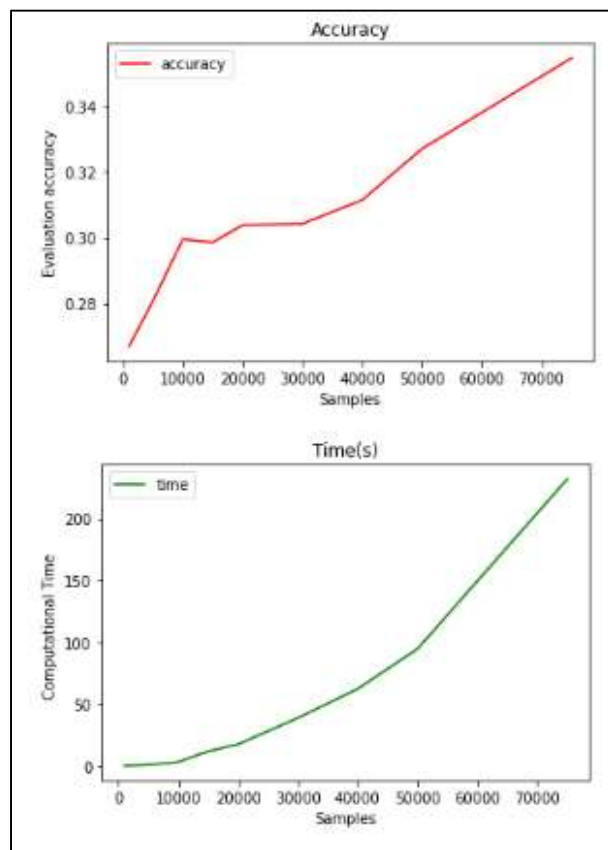 Accuracy
accuracy
Evaluation accuracy
0.34
0.32
0.30
0.28
0 10000 20000 30000 40000 50000 60000 70000
Samples
Time(s)
time
Computational Time
200
150
100
50
0
0 10000 20000 30000 40000 50000 60000 70000
Samples